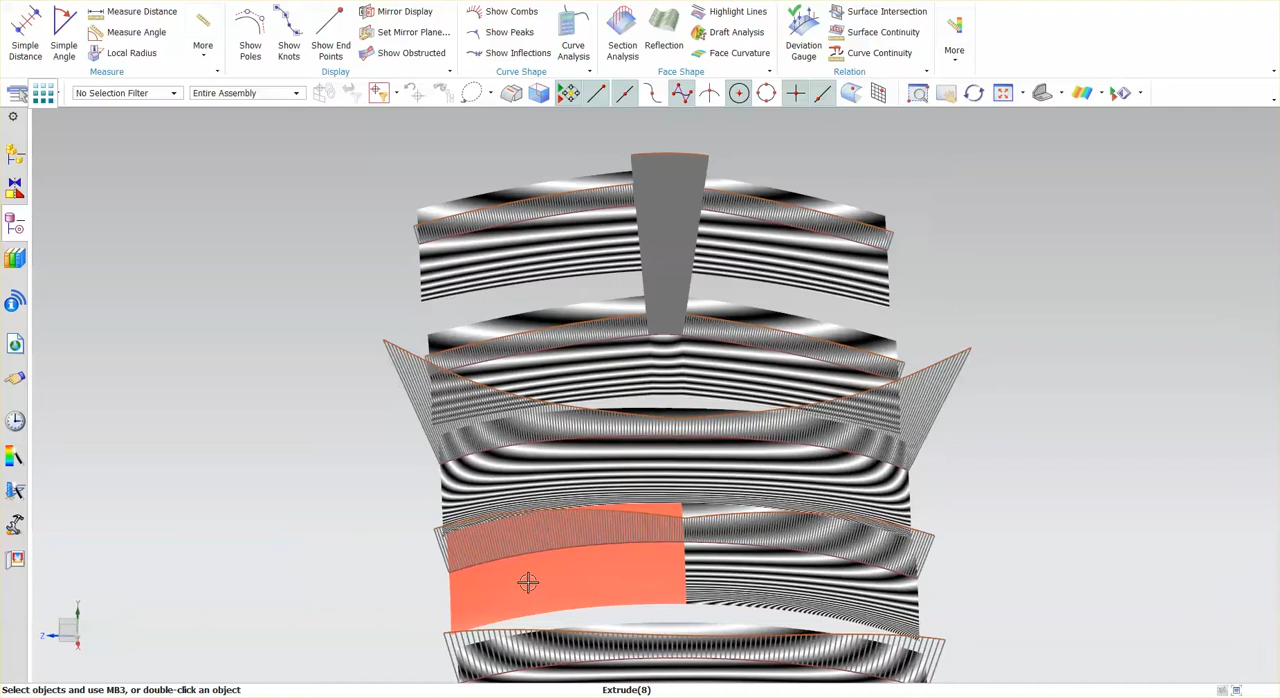 Simple Distance
Simple Angle
Measure Distance
Measure Angle
Local Radius
More
Measure
Show Poles
Show Knots
Show End Points
Mirror Display
Set Mirror Plane...
Show Obstructed
Display
Show Combs
Show Peaks
Show Inflections
Curve Analysis
Curve Shape
Section Analysis
Reflection
Highlight Lines
Draft Analysis
Face Curvature
Face Shape
Deviation Gauge
Surface Intersection
Surface Continuity
Curve Continuity
Relation
More
No Selection Filter
Entire Assembly
Y
Z
X
Select objects and use MB3, or double-click an object
Extrude(8)